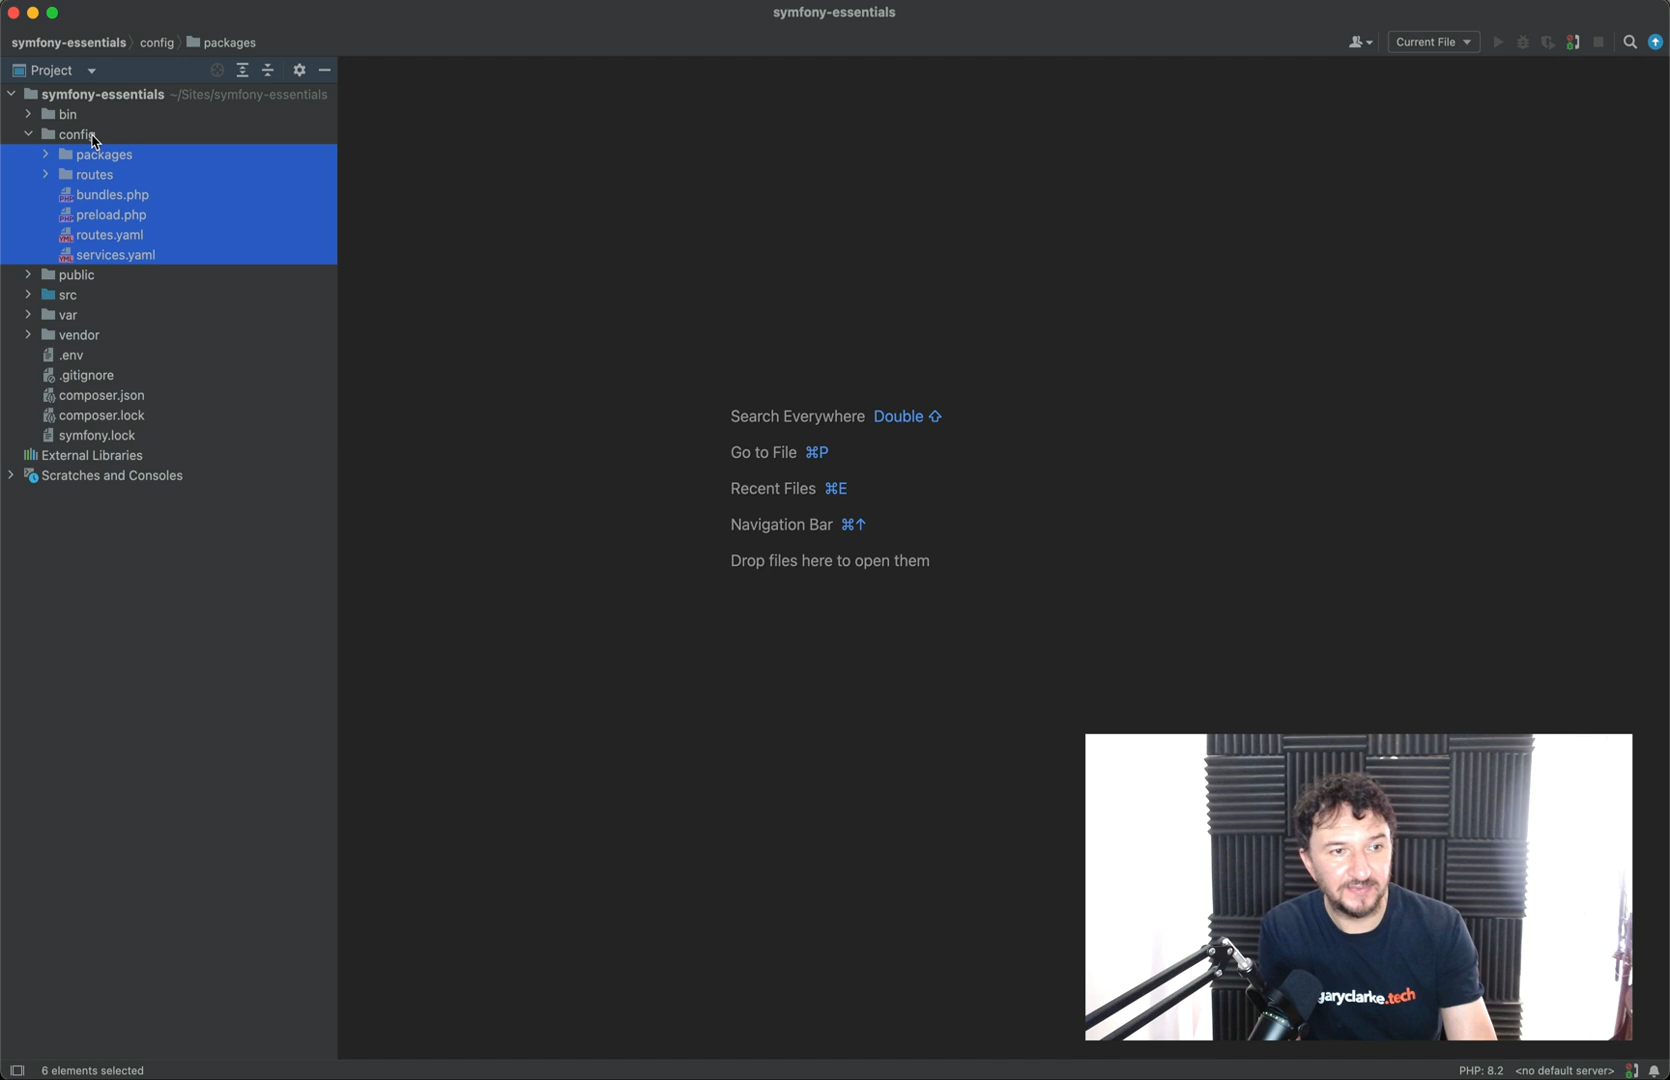 symfony-essentials
symfony-essentials config packages
Current File
Project
symfony-essentials ~/Sites/symfony-essentials
bin
config
packages
routes
bundles.php
preload.php
routes.yaml
services.yaml
public
src
var
vendor
.env
.gitignore
composer.json
composer.lock
symfony.lock
External Libraries
Scratches and Consoles
Search Everywhere Double ⇧
Go to File ⌘P
Recent Files ⌘E
Navigation Bar ⌘↑
Drop files here to open them
garyclarke.tech
6 elements selected
PHP: 8.2 <no default server>